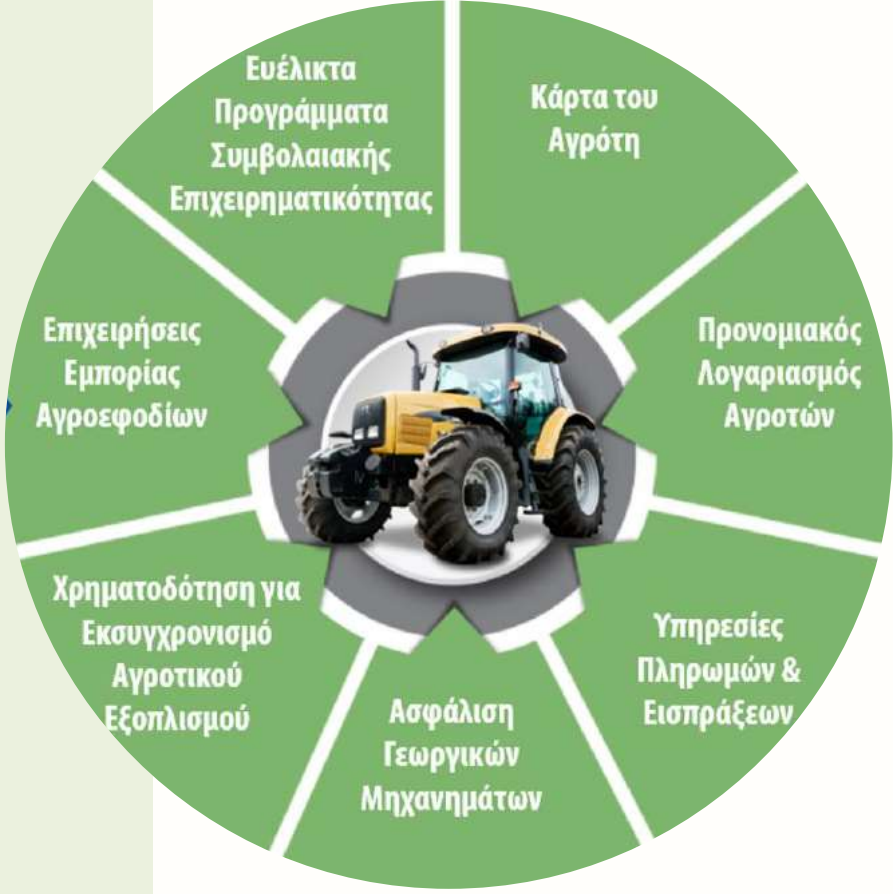 Ευέλικτα
Προγράμματα
Συμβολαιακής
Επιχειρηματικότητας
Κάρτα του
Αγρότη
Προνομιακός
Λογαριασμός
Αγροτών
Υπηρεσίες
Πληρωμών &
Εισπράξεων
Ασφάλιση
Γεωργικών
Μηχανημάτων
Χρηματοδότηση για
Εκσυγχρονισμό
Αγροτικού
Εξοπλισμού
Επιχειρήσεις
Εμπορίας
Αγροεφοδίων